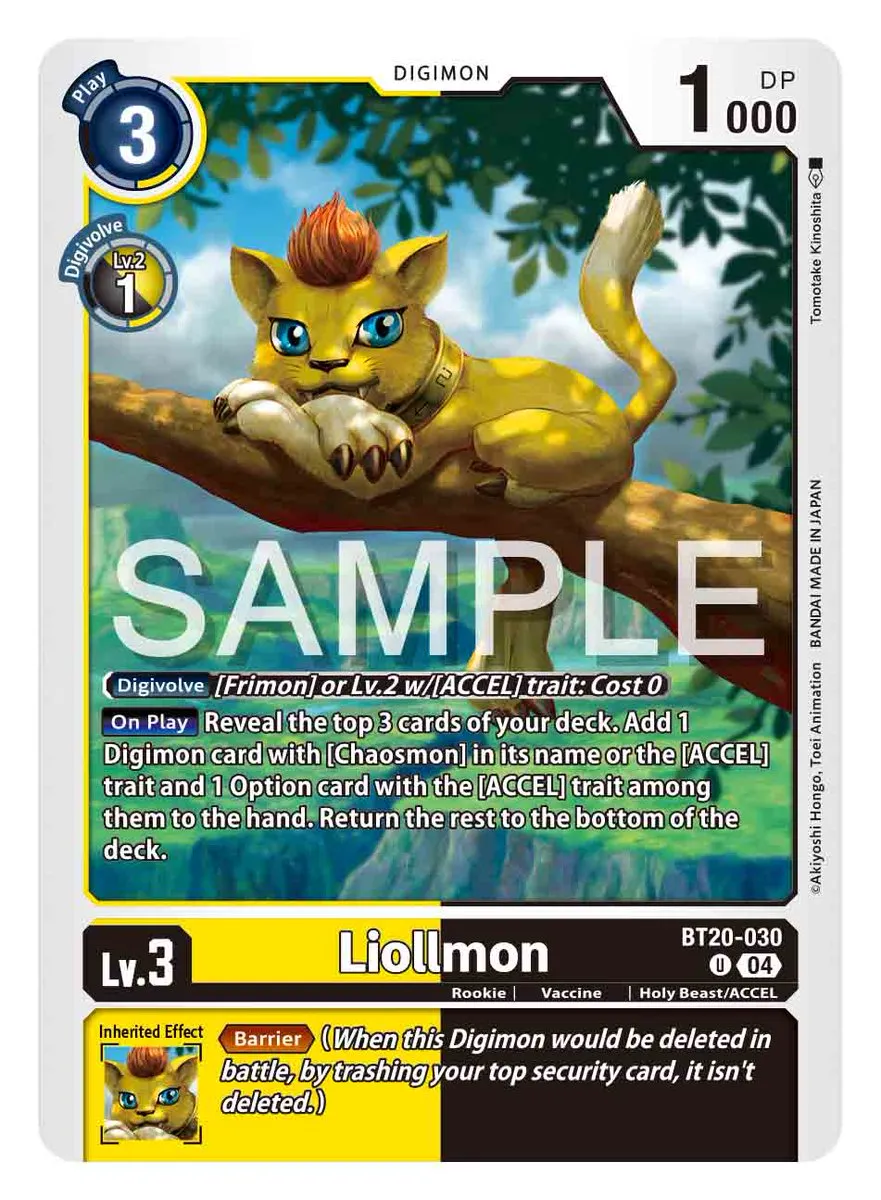 DIGIMON
Play
3
1000
DP
Digivolve
Lv.2
1
Tomotake Kinoshita
SAMPLE
©Akiyoshi Hongo, Toei Animation BANDAI MADE IN JAPAN
Digivolve [Frimon] or Lv.2 w/[ACCEL] trait: Cost 0
On Play Reveal the top 3 cards of your deck. Add 1
Digimon card with [Chaosmon] in its name or the [ACCEL]
trait and 1 Option card with the [ACCEL] trait among
them to the hand. Return the rest to the bottom of the
deck.
Lv.3
Liollmon
BT20-030
U 04
Rookie | Vaccine | Holy Beast/ACCEL
Inherited Effect
Barrier (When this Digimon would be deleted in
battle, by trashing your top security card, it isn't
deleted.)